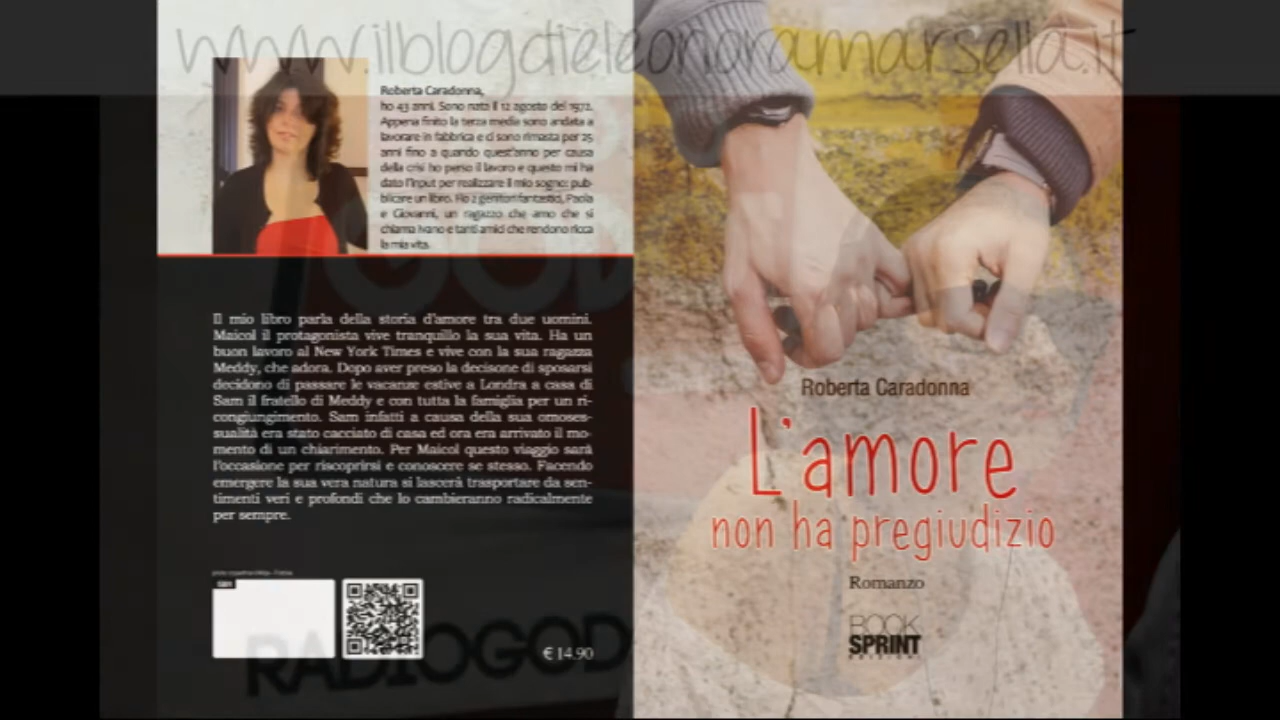 www.ilblogdieleonoramarsella.it
Roberta Caradonna,
ho 43 anni. Sono nata il 12 agosto del 1972.
Appena finito la terza media sono andata a
lavorare in fabbrica e ci sono rimasta per 25
anni fino a quando quest'anno per causa
della crisi ho perso il lavoro e questo mi ha
dato l'input per realizzare il mio sogno: pub-
blicare un libro. Ho 2 genitori fantastici, Paola
e Giovanni, un ragazzo che amo che si
chiama Ivano e tanti amici che rendono ricca
la mia vita.
Il mio libro parla della storia d'amore tra due uomini.
Maicol il protagonista vive tranquillo la sua vita. Ha un
buon lavoro al New York Times e vive con la sua ragazza
Meddy, che adora. Dopo aver preso la decisone di sposarsi
decidono di passare le vacanze estive a Londra a casa di
Sam il fratello di Meddy e con tutta la famiglia per un ri-
congiungimento. Sam infatti a causa della sua omoses-
sualità era stato cacciato di casa ed ora era arrivato il mo-
mento di un chiarimento. Per Maicol questo viaggio sarà
l'occasione per riscoprirsi e conoscere se stesso. Facendo
emergere la sua vera natura si lascerà trasportare da sen-
timenti veri e profondi che lo cambieranno radicalmente
per sempre.
€ 14.90
RADIOGOD
Roberta Caradonna
L'amore
non ha pregiudizio
Romanzo
BOOK
SPRINT
EDIZIONI